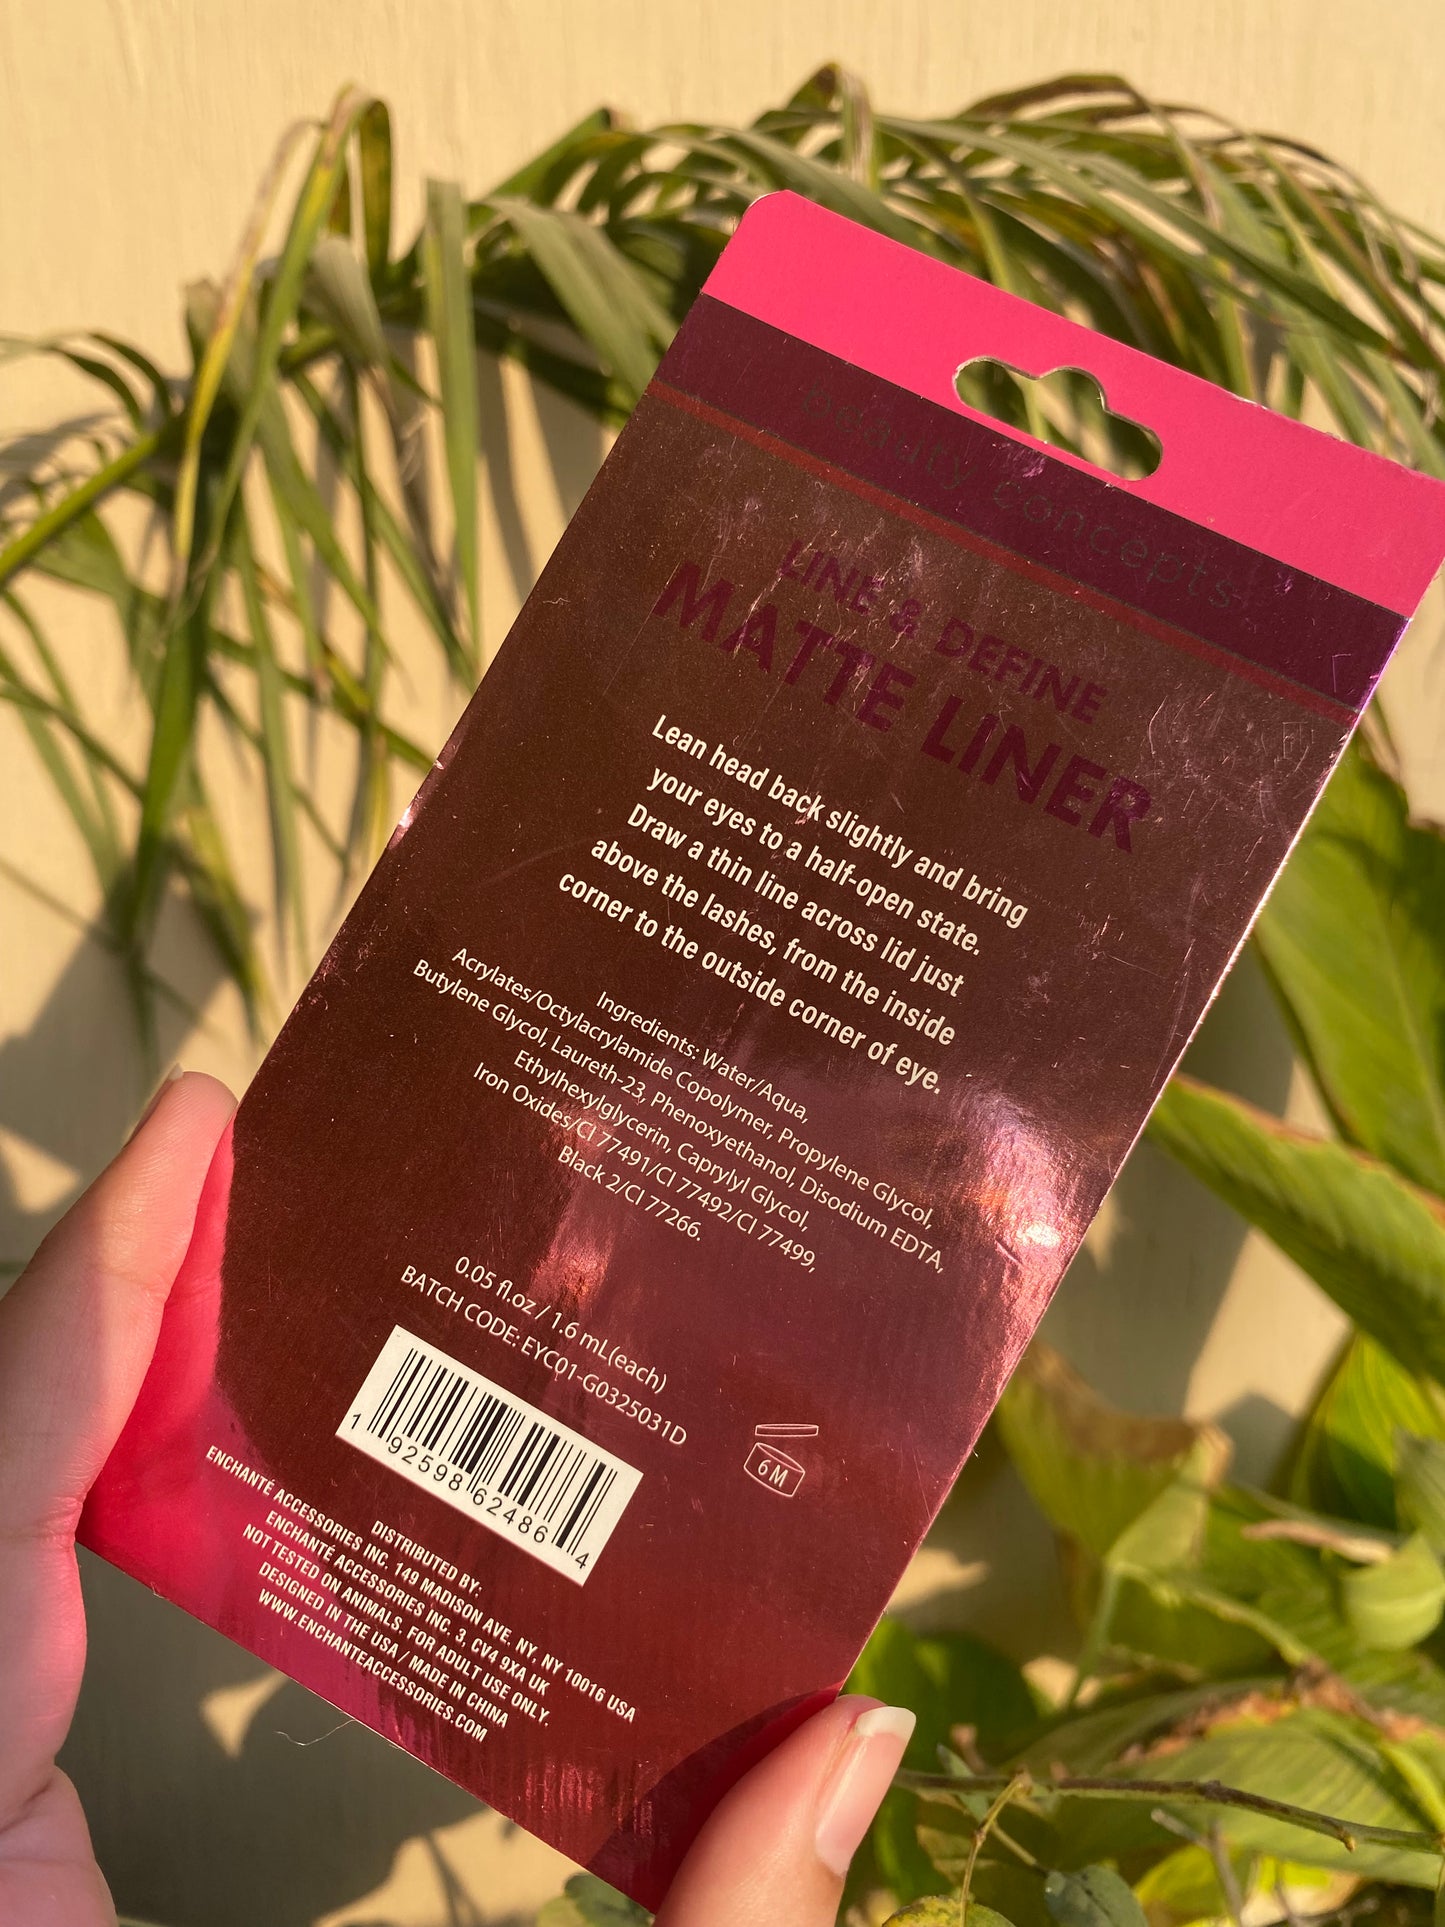 beauty concepts
LINE & DEFINE
MATTE LINER
Lean head back slightly and bring
your eyes to a half-open state.
Draw a thin line across lid just
above the lashes, from the inside
corner to the outside corner of eye.
Ingredients: Water/Aqua,
Acrylates/Octylacrylamide Copolymer, Propylene Glycol,
Butylene Glycol, Laureth-23, Phenoxyethanol, Disodium EDTA,
Ethylhexylglycerin, Caprylyl Glycol,
Iron Oxides/CI 77491/CI 77492/CI 77499,
Black 2/CI 77266.
0.05 fl.oz / 1.6 mL(each)
BATCH CODE: EYC01-G0325031D
1 92598 62486 4
6 M
DISTRIBUTED BY:
ENCHANTÉ ACCESSORIES INC. 149 MADISON AVE. NY, NY 10016 USA
ENCHANTÉ ACCESSORIES INC. 3, CV4 9XA UK
NOT TESTED ON ANIMALS. FOR ADULT USE ONLY.
DESIGNED IN THE USA / MADE IN CHINA
WWW.ENCHANTEACCESSORIES.COM